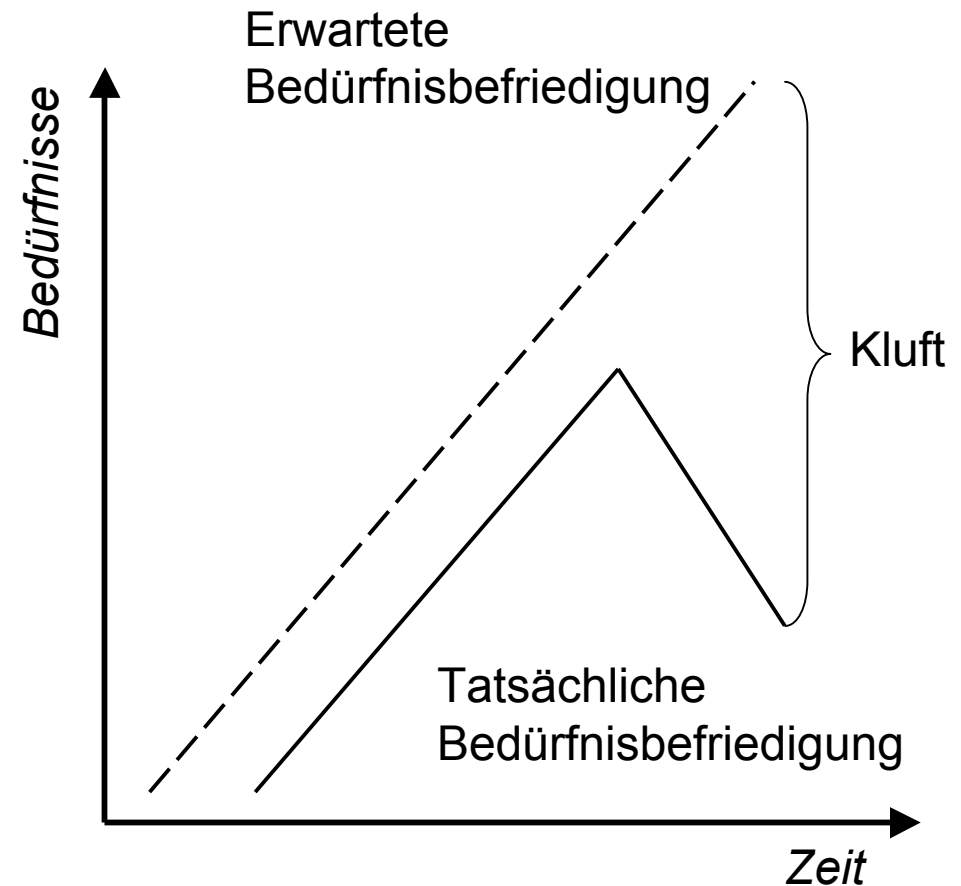 Erwartete
Bedürfnisbefriedigung
Bedürfnisse
Kluft
Tatsächliche
Bedürfnisbefriedigung
Zeit